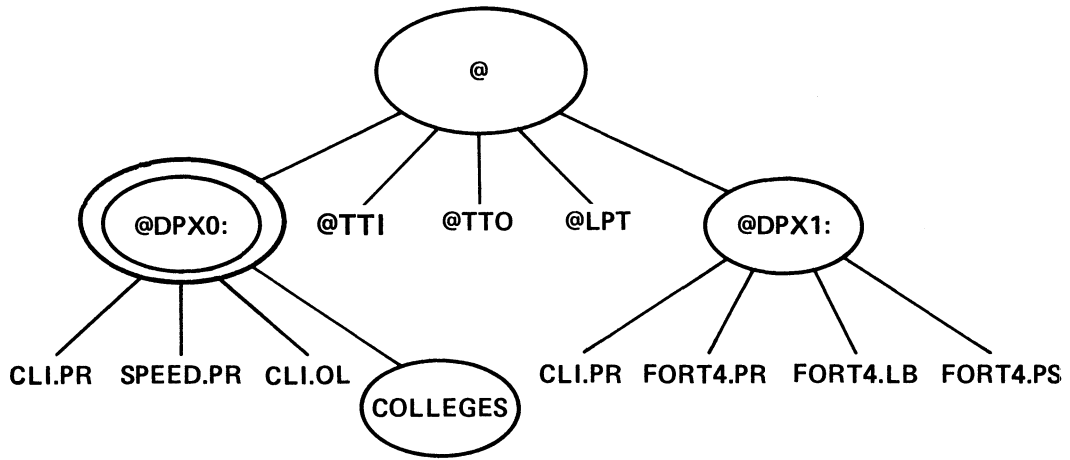 @
@DPX0: @TTI @TTO @LPT @DPX1:
CLI.PR SPEED.PR CLI.OL CLI.PR FORT4.PR FORT4.LB FORT4.PS
COLLEGES